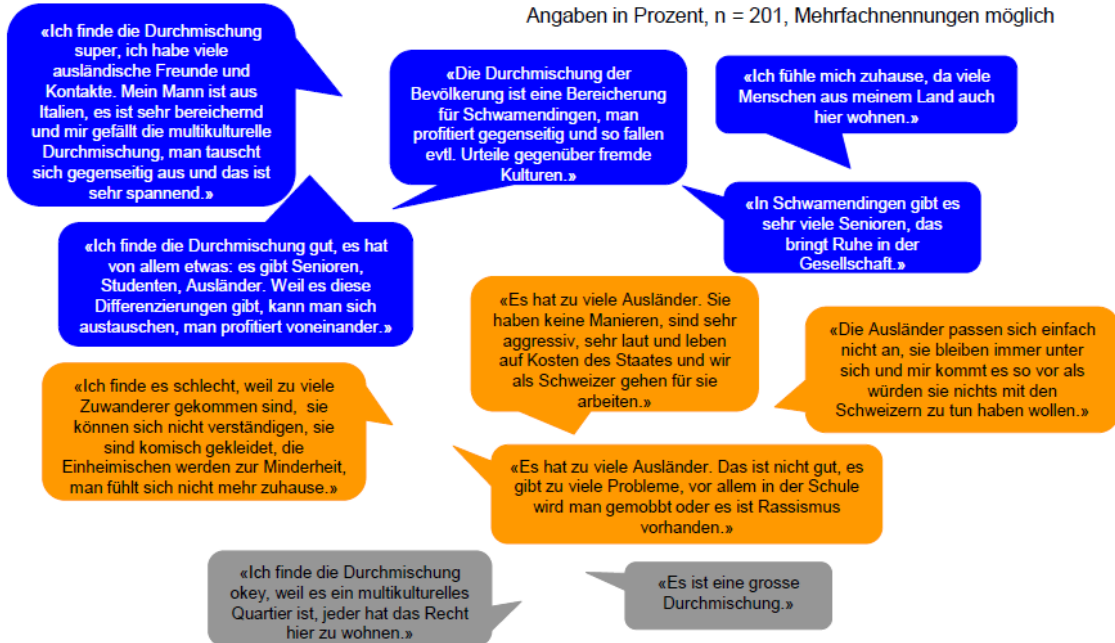 Angaben in Prozent, n = 201, Mehrfachnennungen möglich
«Ich finde die Durchmischung
super, ich habe viele
ausländische Freunde und
Kontakte. Mein Mann ist aus
Italien, es ist sehr bereichernd
und mir gefällt die multikulturelle
Durchmischung, man tauscht
sich gegenseitig aus und das ist
sehr spannend.»
«Die Durchmischung der
Bevölkerung ist eine Bereicherung
für Schwamendingen, man
profitiert gegenseitig und so fallen
evtl. Urteile gegenüber fremde
Kulturen.»
«Ich fühle mich zuhause, da viele
Menschen aus meinem Land auch
hier wohnen.»
«In Schwamendingen gibt es
sehr viele Senioren, das
bringt Ruhe in der
Gesellschaft.»
«Ich finde die Durchmischung gut, es hat
von allem etwas: es gibt Senioren,
Studenten, Ausländer. Weil es diese
Differenzierungen gibt, kann man sich
austauschen, man profitiert voneinander.»
«Es hat zu viele Ausländer. Sie
haben keine Manieren, sind sehr
aggressiv, sehr laut und leben
auf Kosten des Staates und wir
als Schweizer gehen für sie
arbeiten.»
«Die Ausländer passen sich einfach
nicht an, sie bleiben immer unter
sich und mir kommt es so vor als
würden sie nichts mit den
Schweizern zu tun haben wollen.»
«Ich finde es schlecht, weil zu viele
Zuwanderer gekommen sind, sie
können sich nicht verständigen, sie
sind komisch gekleidet, die
Einheimischen werden zur Minderheit,
man fühlt sich nicht mehr zuhause.»
«Es hat zu viele Ausländer. Das ist nicht gut, es
gibt zu viele Probleme, vor allem in der Schule
wird man gemobbt oder es ist Rassismus
vorhanden.»
«Ich finde die Durchmischung
okey, weil es ein multikulturelles
Quartier ist, jeder hat das Recht
hier zu wohnen.»
«Es ist eine grosse
Durchmischung.»